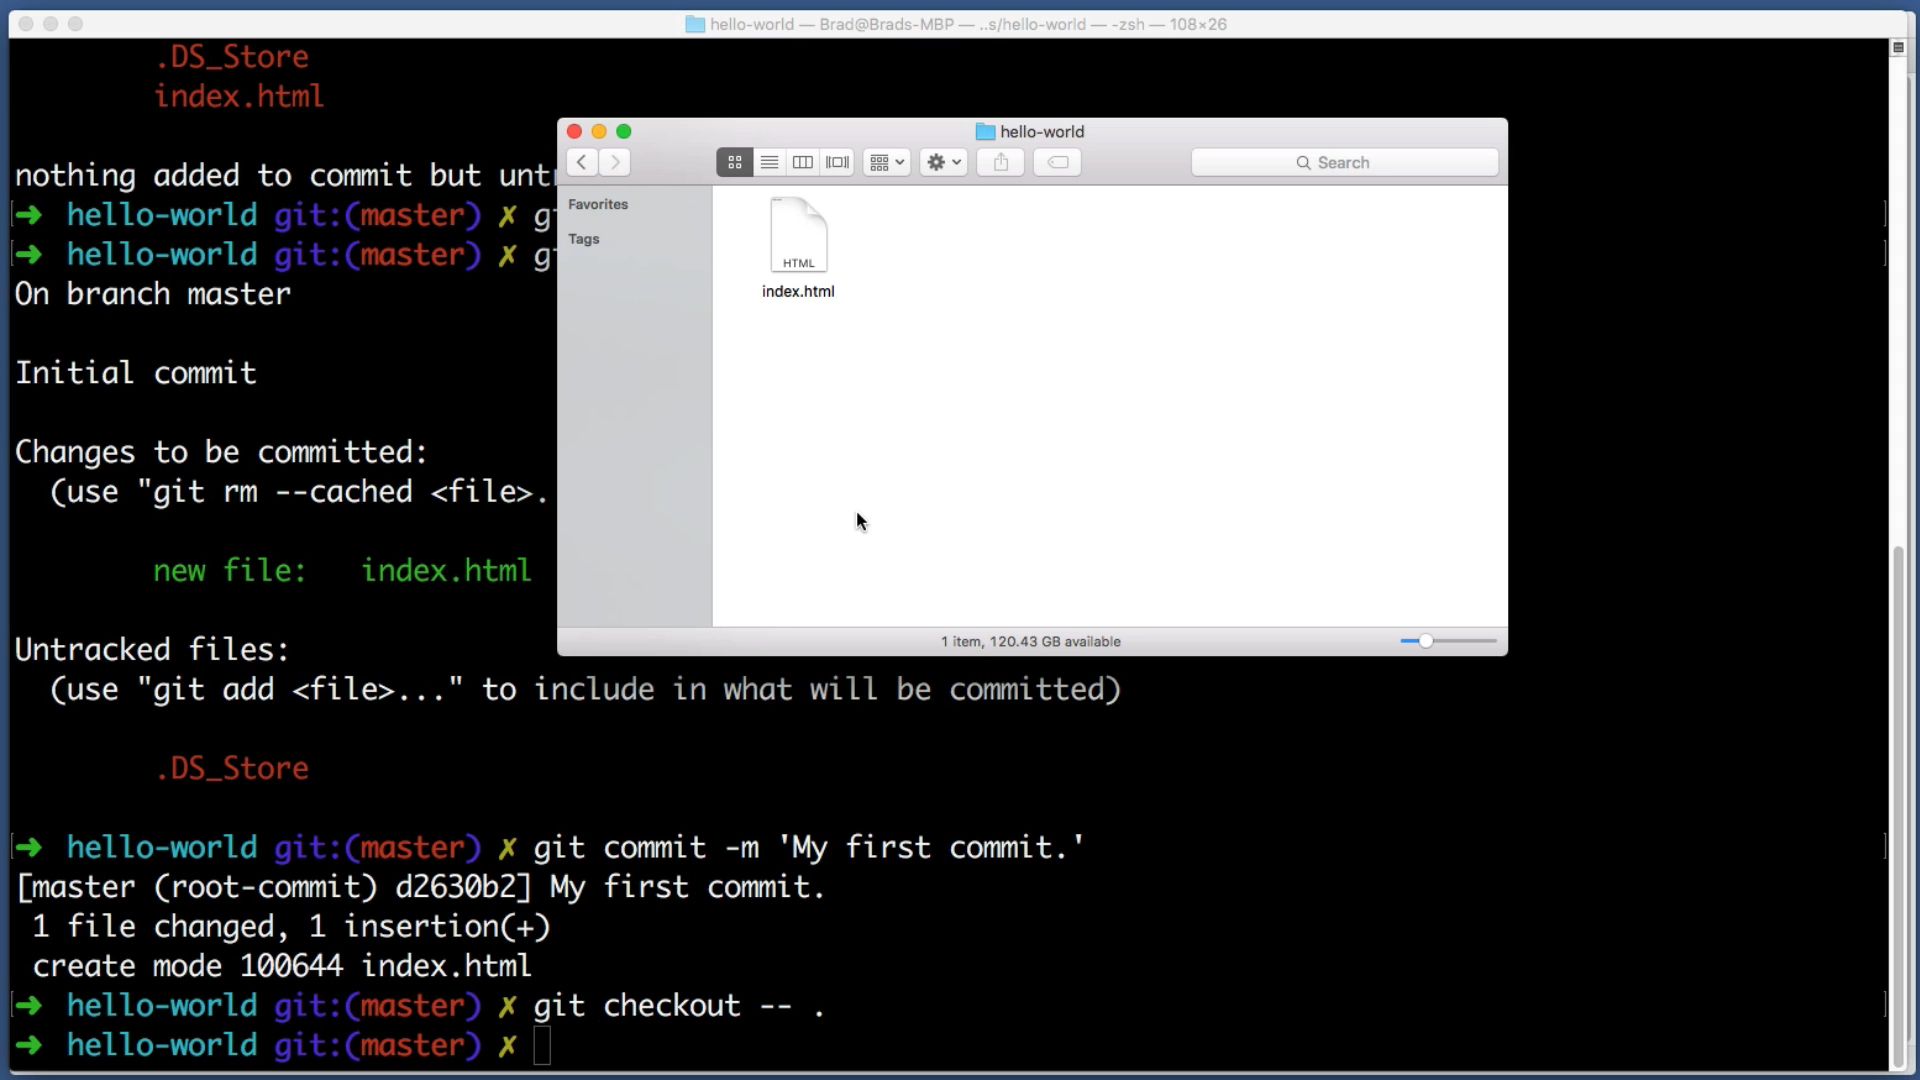 hello-world — Brad@Brads-MBP — ..s/hello-world — -zsh — 108×26
.DS_Store
index.html
nothing added to commit but untr
➜ hello-world git:(master) ✗ gi
➜ hello-world git:(master) ✗ gi
On branch master
Initial commit
Changes to be committed:
(use "git rm --cached <file>.
new file: index.html
Untracked files:
(use "git add <file>..." to include in what will be committed)
.DS_Store
➜ hello-world git:(master) ✗ git commit -m 'My first commit.'
[master (root-commit) d2630b2] My first commit.
1 file changed, 1 insertion(+)
create mode 100644 index.html
➜ hello-world git:(master) ✗ git checkout -- .
➜ hello-world git:(master) ✗
hello-world
Search
Favorites
Tags
HTML
index.html
1 item, 120.43 GB available